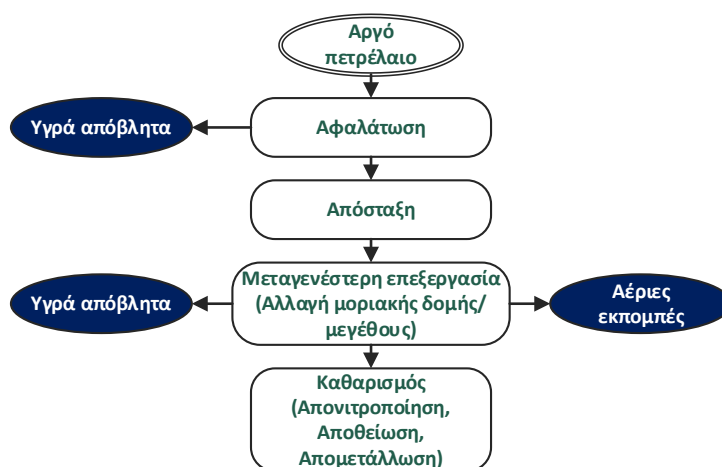 Αργό
πετρέλαιο
Υγρά απόβλητα
Αφαλάτωση
Απόσταξη
Μεταγενέστερη επεξεργασία
(Αλλαγή μοριακής δομής/
μεγέθους)
Υγρά απόβλητα
Αέριες
εκπομπές
Καθαρισμός
(Απονιτροποίηση,
Αποθείωση,
Απομετάλλωση)